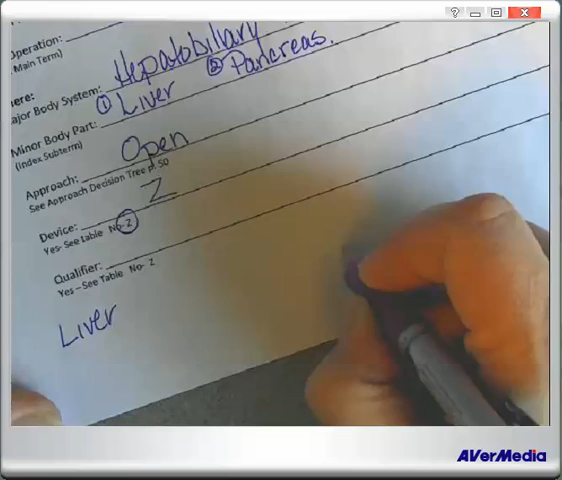 Operation:
Main Term)
Here:
ajor Body System: Hepatobiliary
Minor Body Part: ① Liver ② Pancreas.
(Index Subterm)
Approach: Open
See Approach Decision Tree p. 50
Device: Z
Yes- See Table No- Z
Qualifier:
Yes – See Table No- Z
Liver
AVerMedia